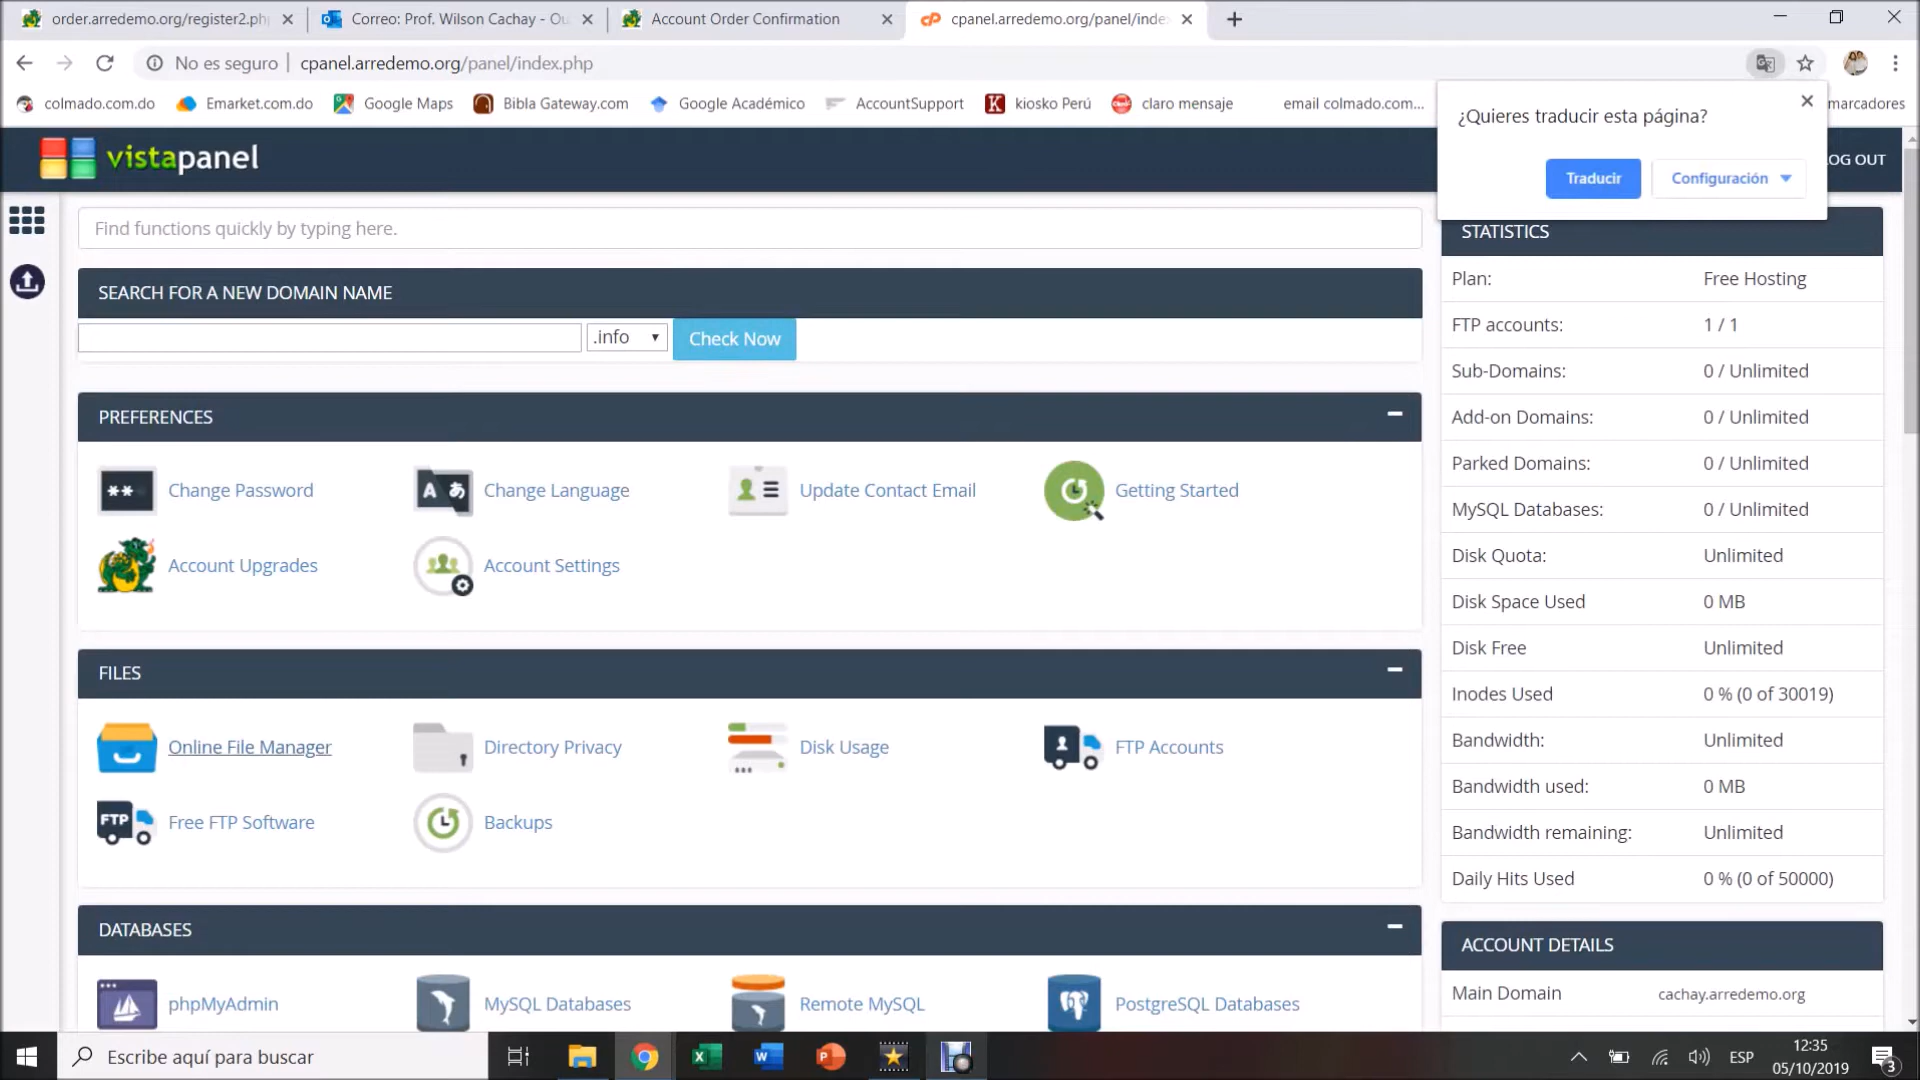 order.arredemo.org/register2.ph
Correo: Prof. Wilson Cachay - Ou
Account Order Confirmation
cpanel.arredemo.org/panel/inde
No es seguro
cpanel.arredemo.org/panel/index.php
colmado.com.do
Emarket.com.do
Google Maps
Bibla Gateway.com
Google Académico
AccountSupport
kiosko Perú
claro mensaje
email colmado.com...
marcadores
¿Quieres traducir esta página?
Traducir
Configuración
vistapanel
LOG OUT
Find functions quickly by typing here.
SEARCH FOR A NEW DOMAIN NAME
.info
Check Now
PREFERENCES
Change Password
Change Language
Update Contact Email
Getting Started
Account Upgrades
Account Settings
FILES
Online File Manager
Directory Privacy
Disk Usage
FTP Accounts
FTP
Free FTP Software
Backups
DATABASES
phpMyAdmin
MySQL Databases
Remote MySQL
PostgreSQL Databases
STATISTICS
Plan: Free Hosting
FTP accounts: 1 / 1
Sub-Domains: 0 / Unlimited
Add-on Domains: 0 / Unlimited
Parked Domains: 0 / Unlimited
MySQL Databases: 0 / Unlimited
Disk Quota: Unlimited
Disk Space Used 0 MB
Disk Free Unlimited
Inodes Used 0 % (0 of 30019)
Bandwidth: Unlimited
Bandwidth used: 0 MB
Bandwidth remaining: Unlimited
Daily Hits Used 0 % (0 of 50000)
ACCOUNT DETAILS
Main Domain cachay.arredemo.org
Escribe aquí para buscar
ESP
12:35
05/10/2019
3